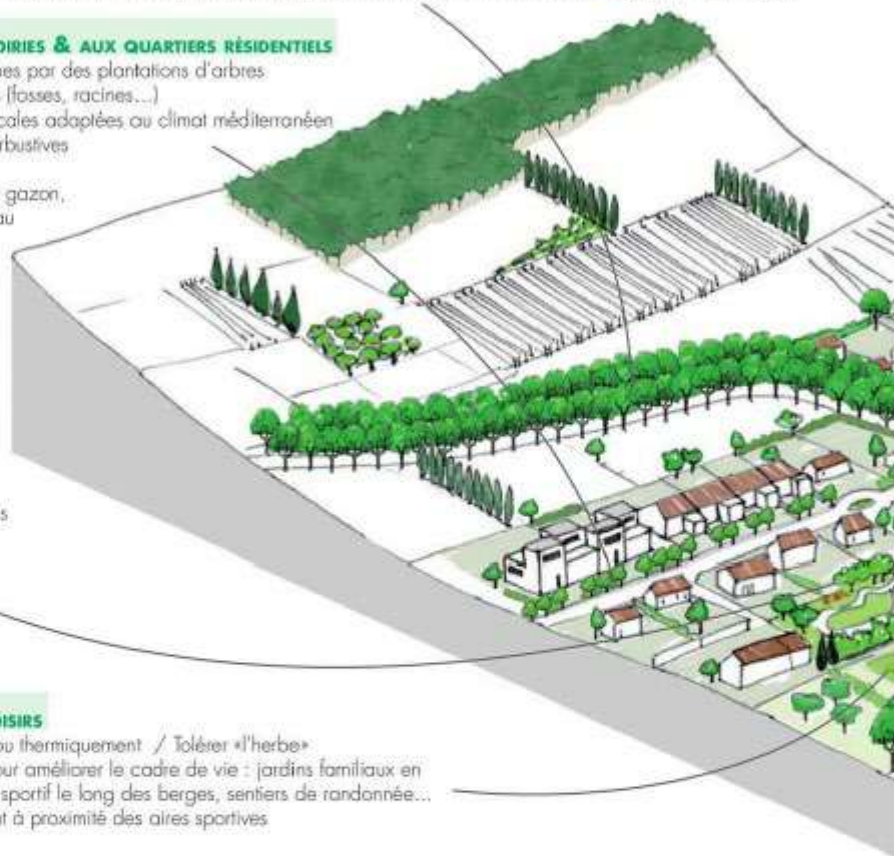 OIRIES & AUX QUARTIERS RÉSIDENTIELS
es par des plantations d'arbres
(fosses, racines...)
cales adaptées au climat méditerranéen
rbustives
gazon,
au
s
OISIRS
ou thermiquement / Tolérer «l'herbe»
our améliorer le cadre de vie : jardins familiaux en
sportif le long des berges, sentiers de randonnée...
t à proximité des aires sportives